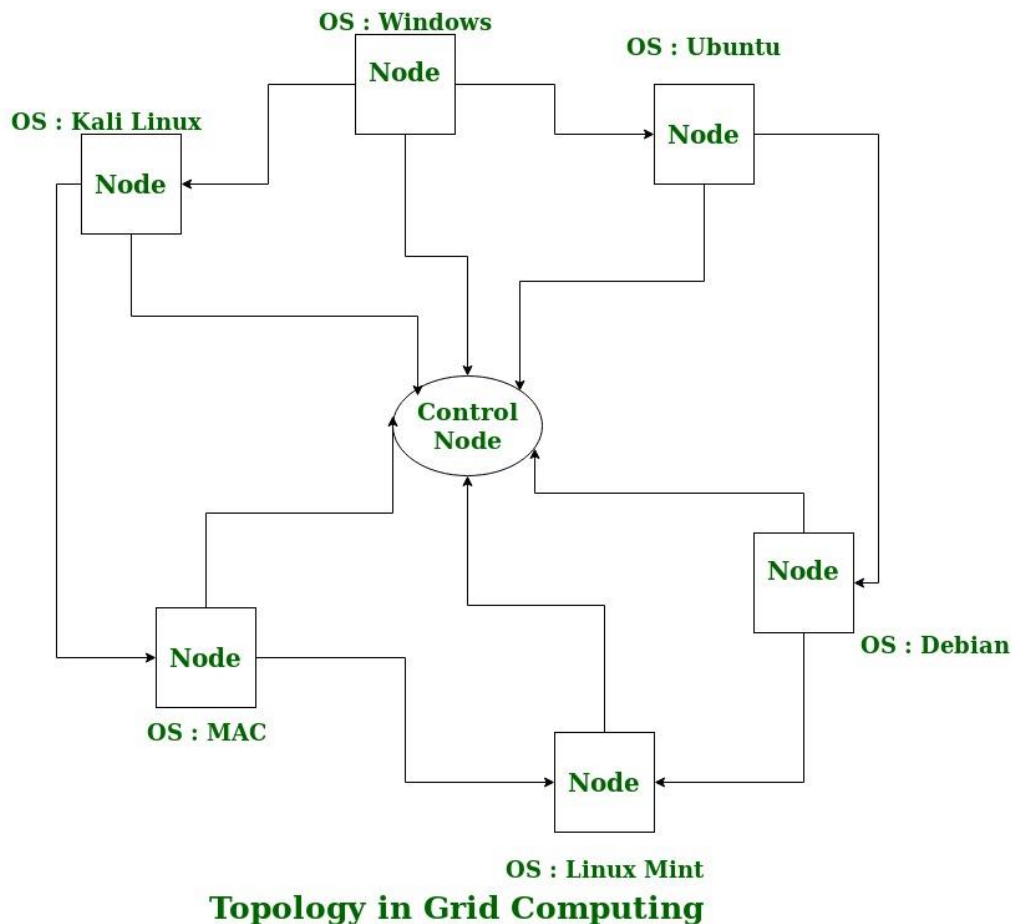 OS : Windows
Node
OS : Ubuntu
Node
OS : Kali Linux
Node
Control
Node
Node
OS : Debian
Node
OS : MAC
Node
OS : Linux Mint
Topology in Grid Computing